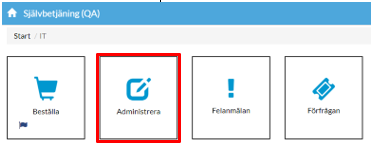 Självbetjäning (QA)
Start / IT
Beställa
Administrera
Felanmälan
Förfrågan